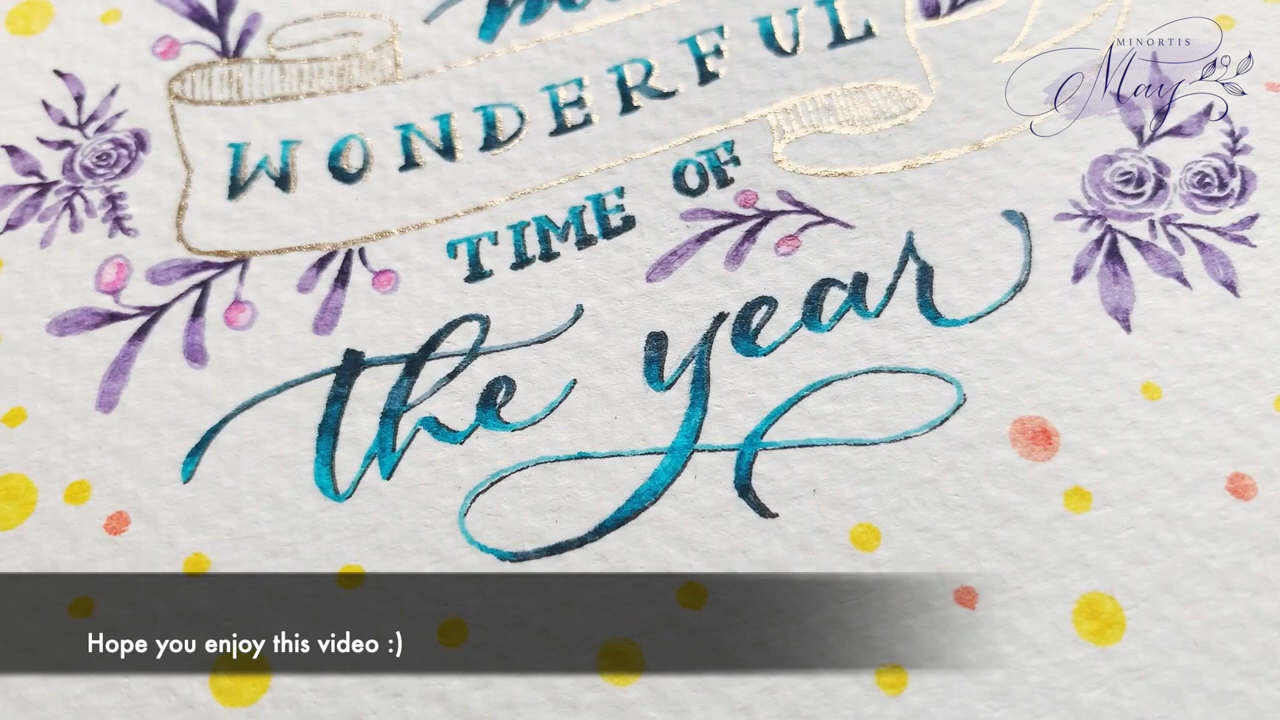 WONDERFUL
TIME OF
the year
MINORTIS
May
Hope you enjoy this video :)